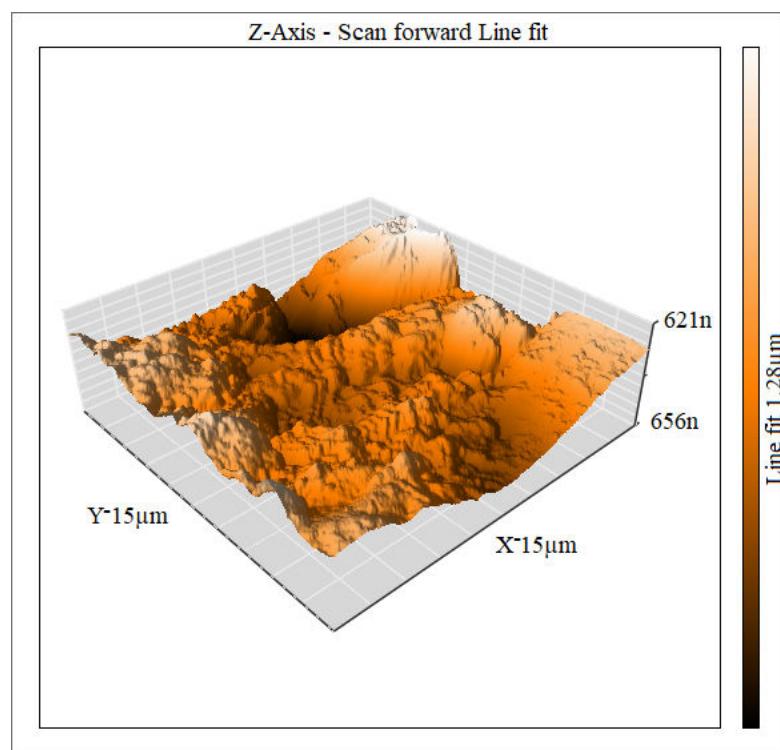 Z-Axis - Scan forward Line fit
621n
656n
Y-15µm
X-15µm
Line fit 1.28µm